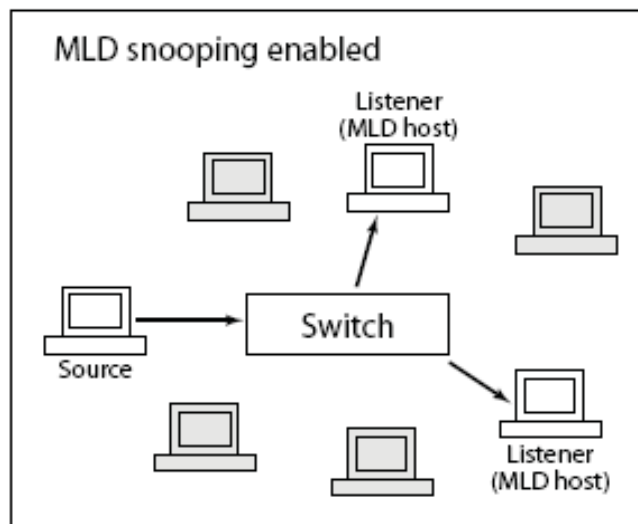 MLD snooping enabled
Listener
(MLD host)
Switch
Source
Listener
(MLD host)